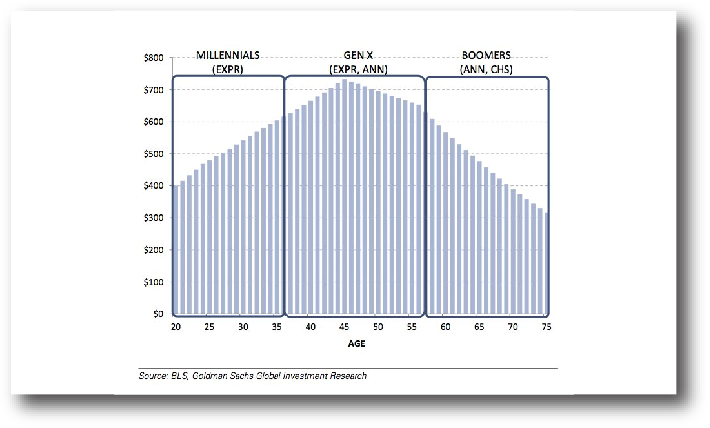 MILLENNIALS
(EXPR)
GEN X
(EXPR, ANN)
BOOMERS
(ANN, CHS)
$800
$700
$600
$500
$400
$300
$200
$100
$0
20 25 30 35 40 45 50 55 60 65 70 75
AGE
Source: BLS, Goldman Sachs Global Investment Research